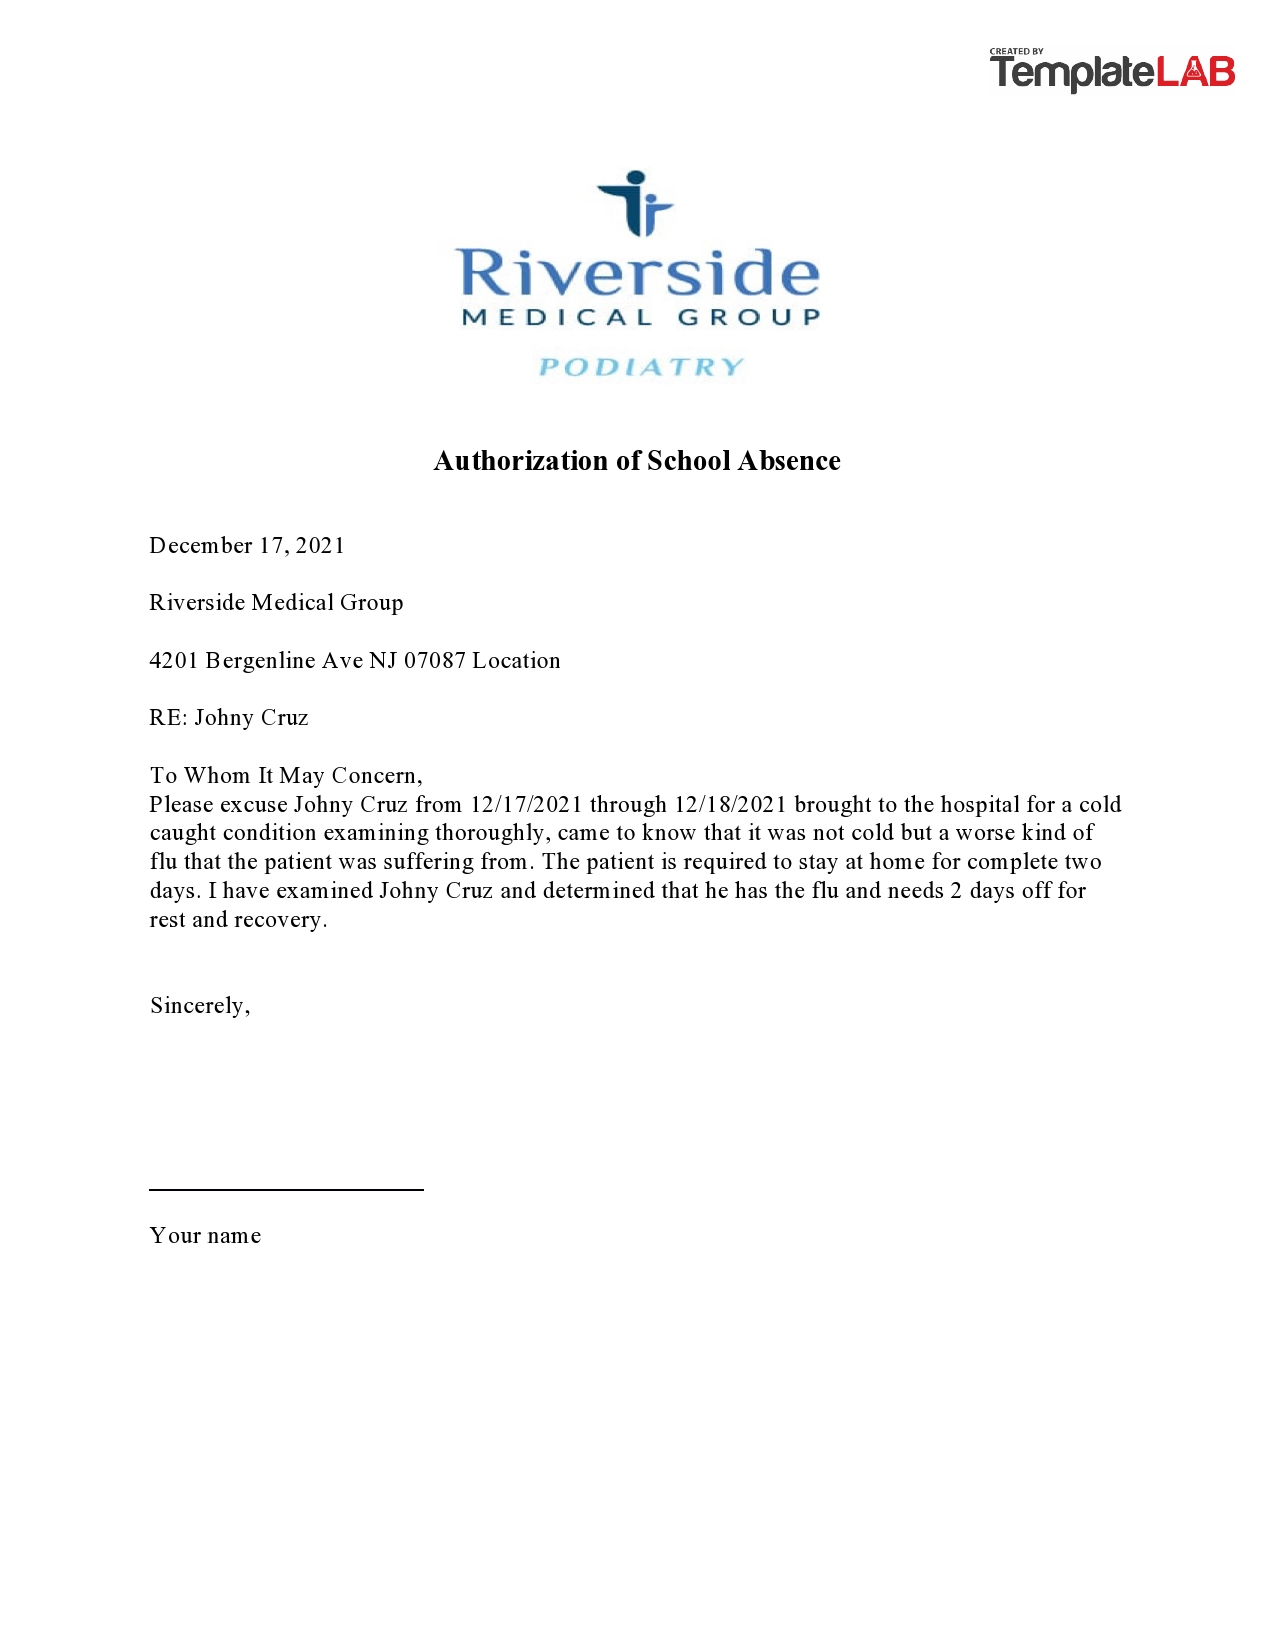 CREATED BY
TemplateLAB
Riverside
MEDICAL GROUP
PODIATRY
Authorization of School Absence
December 17, 2021
Riverside Medical Group
4201 Bergenline Ave NJ 07087 Location
RE: Johny Cruz
To Whom It May Concern,
Please excuse Johny Cruz from 12/17/2021 through 12/18/2021 brought to the hospital for a cold
caught condition examining thoroughly, came to know that it was not cold but a worse kind of
flu that the patient was suffering from. The patient is required to stay at home for complete two
days. I have examined Johny Cruz and determined that he has the flu and needs 2 days off for
rest and recovery.
Sincerely,
Your name